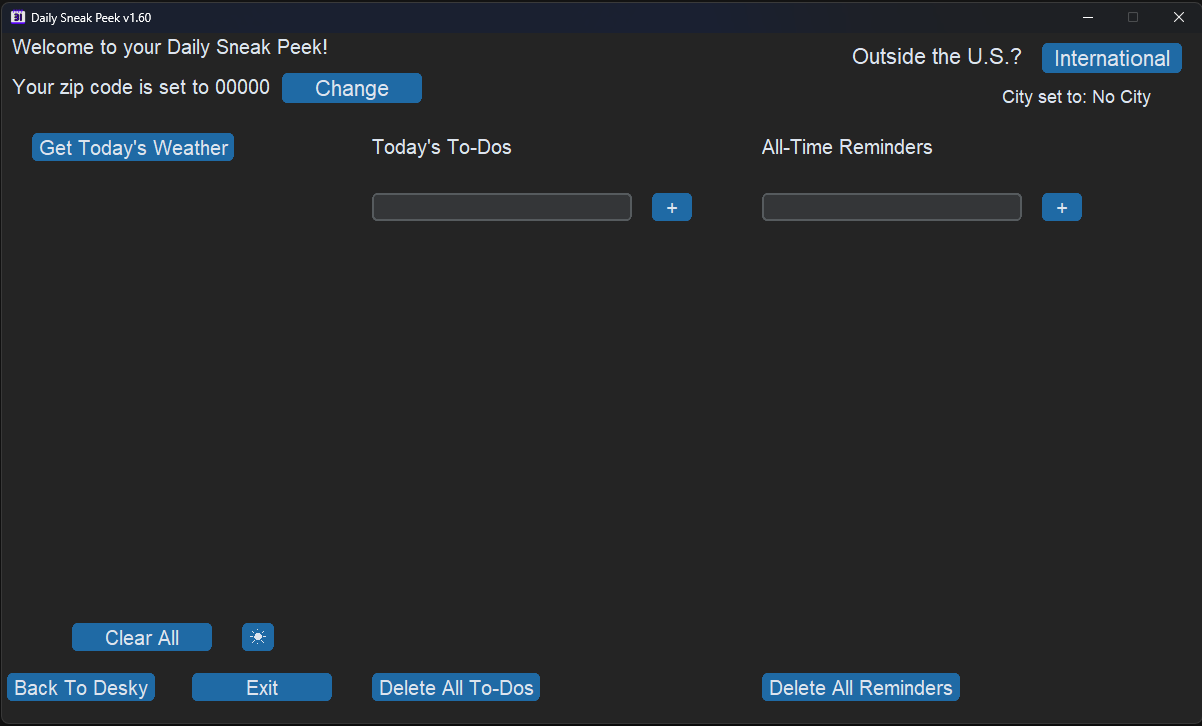 Daily Sneak Peek v1.60
Welcome to your Daily Sneak Peek!
Outside the U.S.? International
Your zip code is set to 00000 Change
City set to: No City
Get Today's Weather
Today's To-Dos
All-Time Reminders
+
+
Clear All
Back To Desky
Exit
Delete All To-Dos
Delete All Reminders